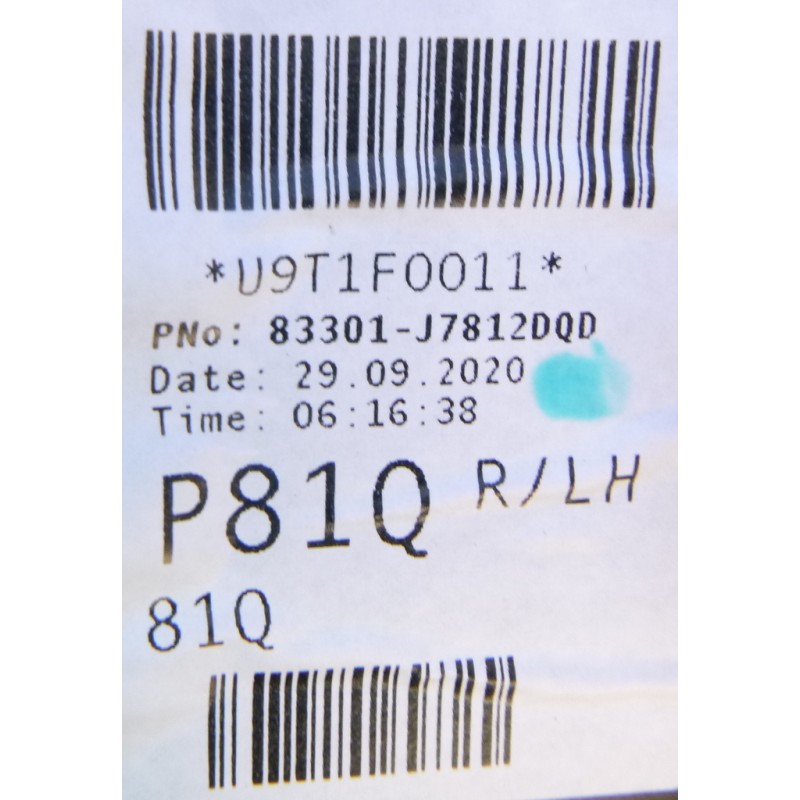 *U9T1F0011*
PNo: 83301-J7812DQD
Date: 29.09.2020
Time: 06:16:38
P81Q R/LH
81Q